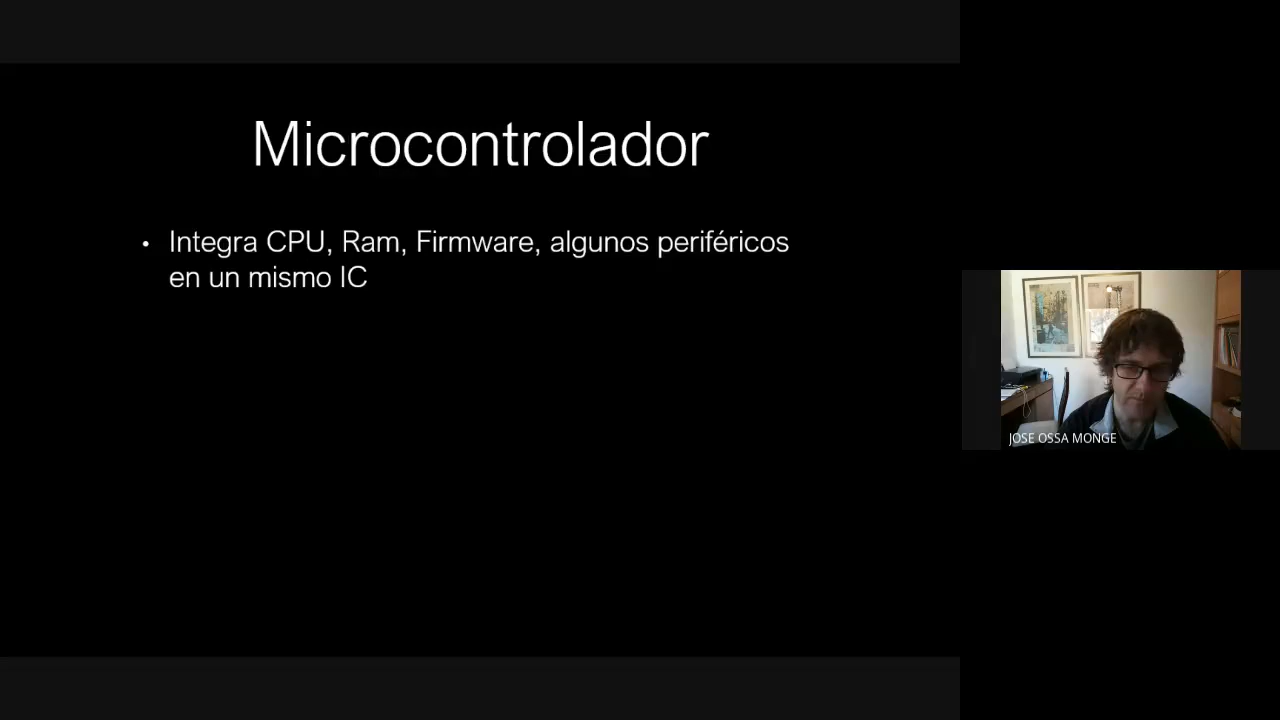 Microcontrolador
• Integra CPU, Ram, Firmware, algunos periféricos
en un mismo IC
JOSE OSSA MONGE